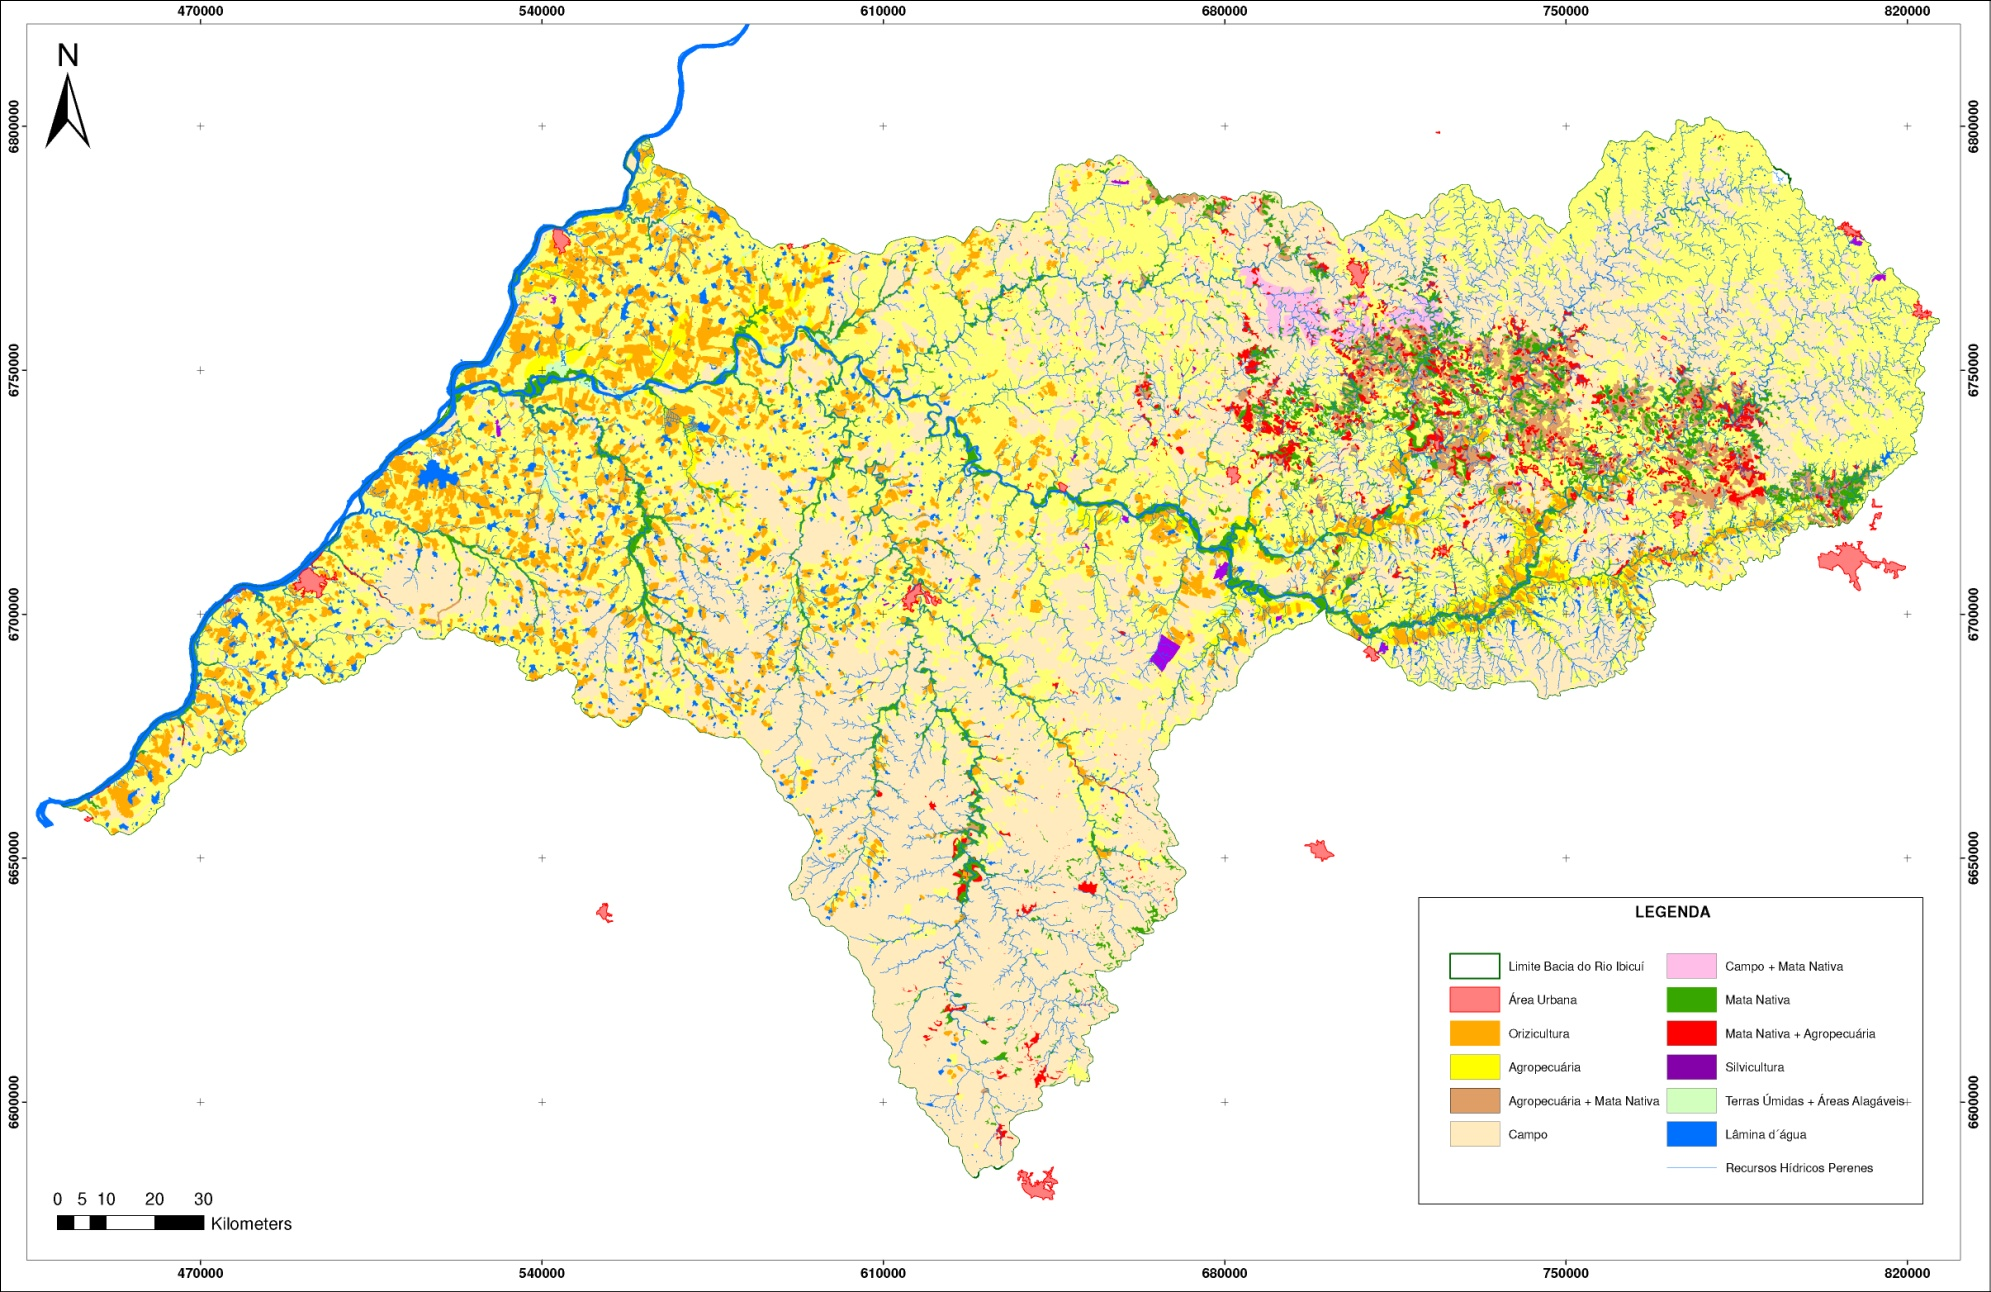 470000 540000 610000 680000 750000 820000
N
6800000 6800000
6750000 6750000
6700000 6700000
6650000 6650000
6600000 6600000
LEGENDA
Limite Bacia do Rio Ibicuí
Área Urbana
Orizicultura
Agropecuária
Agropecuária + Mata Nativa
Campo
Campo + Mata Nativa
Mata Nativa
Mata Nativa + Agropecuária
Silvicultura
Terras Úmidas + Áreas Alagáveis
Lâmina d´água
Recursos Hídricos Perenes
0 5 10 20 30
Kilometers
470000 540000 610000 680000 750000 820000